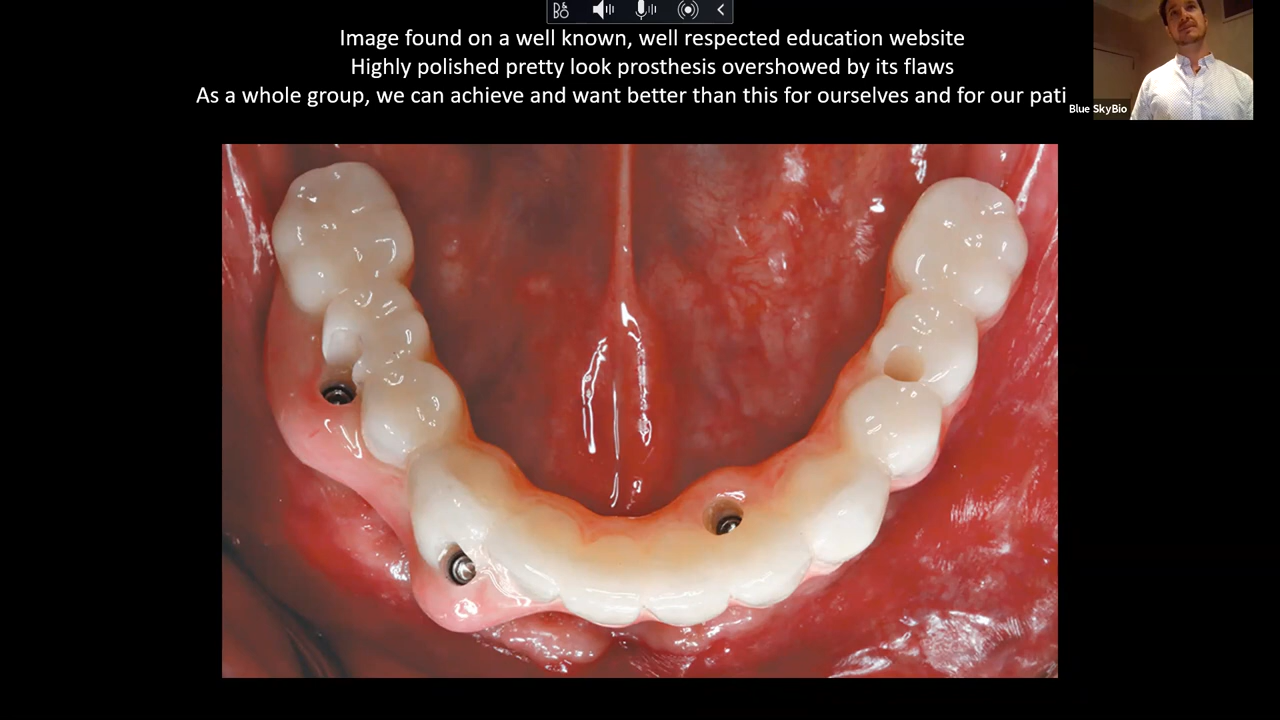 Image found on a well known, well respected education website
Highly polished pretty look prosthesis overshowed by its flaws
As a whole group, we can achieve and want better than this for ourselves and for our pati
Blue SkyBio